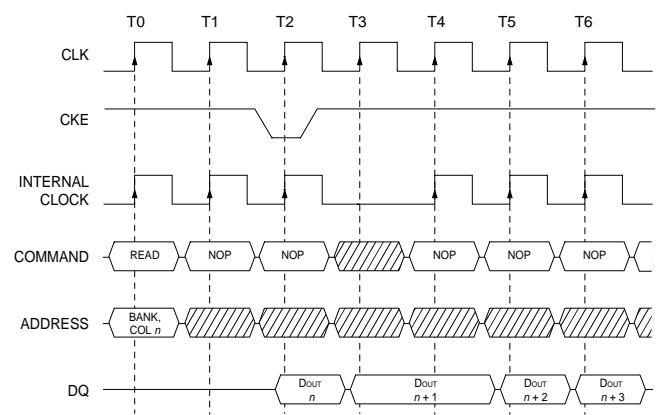 T0 T1 T2 T3 T4 T5 T6
CLK
CKE
INTERNAL
CLOCK
COMMAND READ NOP NOP NOP NOP NOP
ADDRESS BANK,
COL n
DQ DOUT DOUT DOUT DOUT
n n + 1 n + 2 n + 3